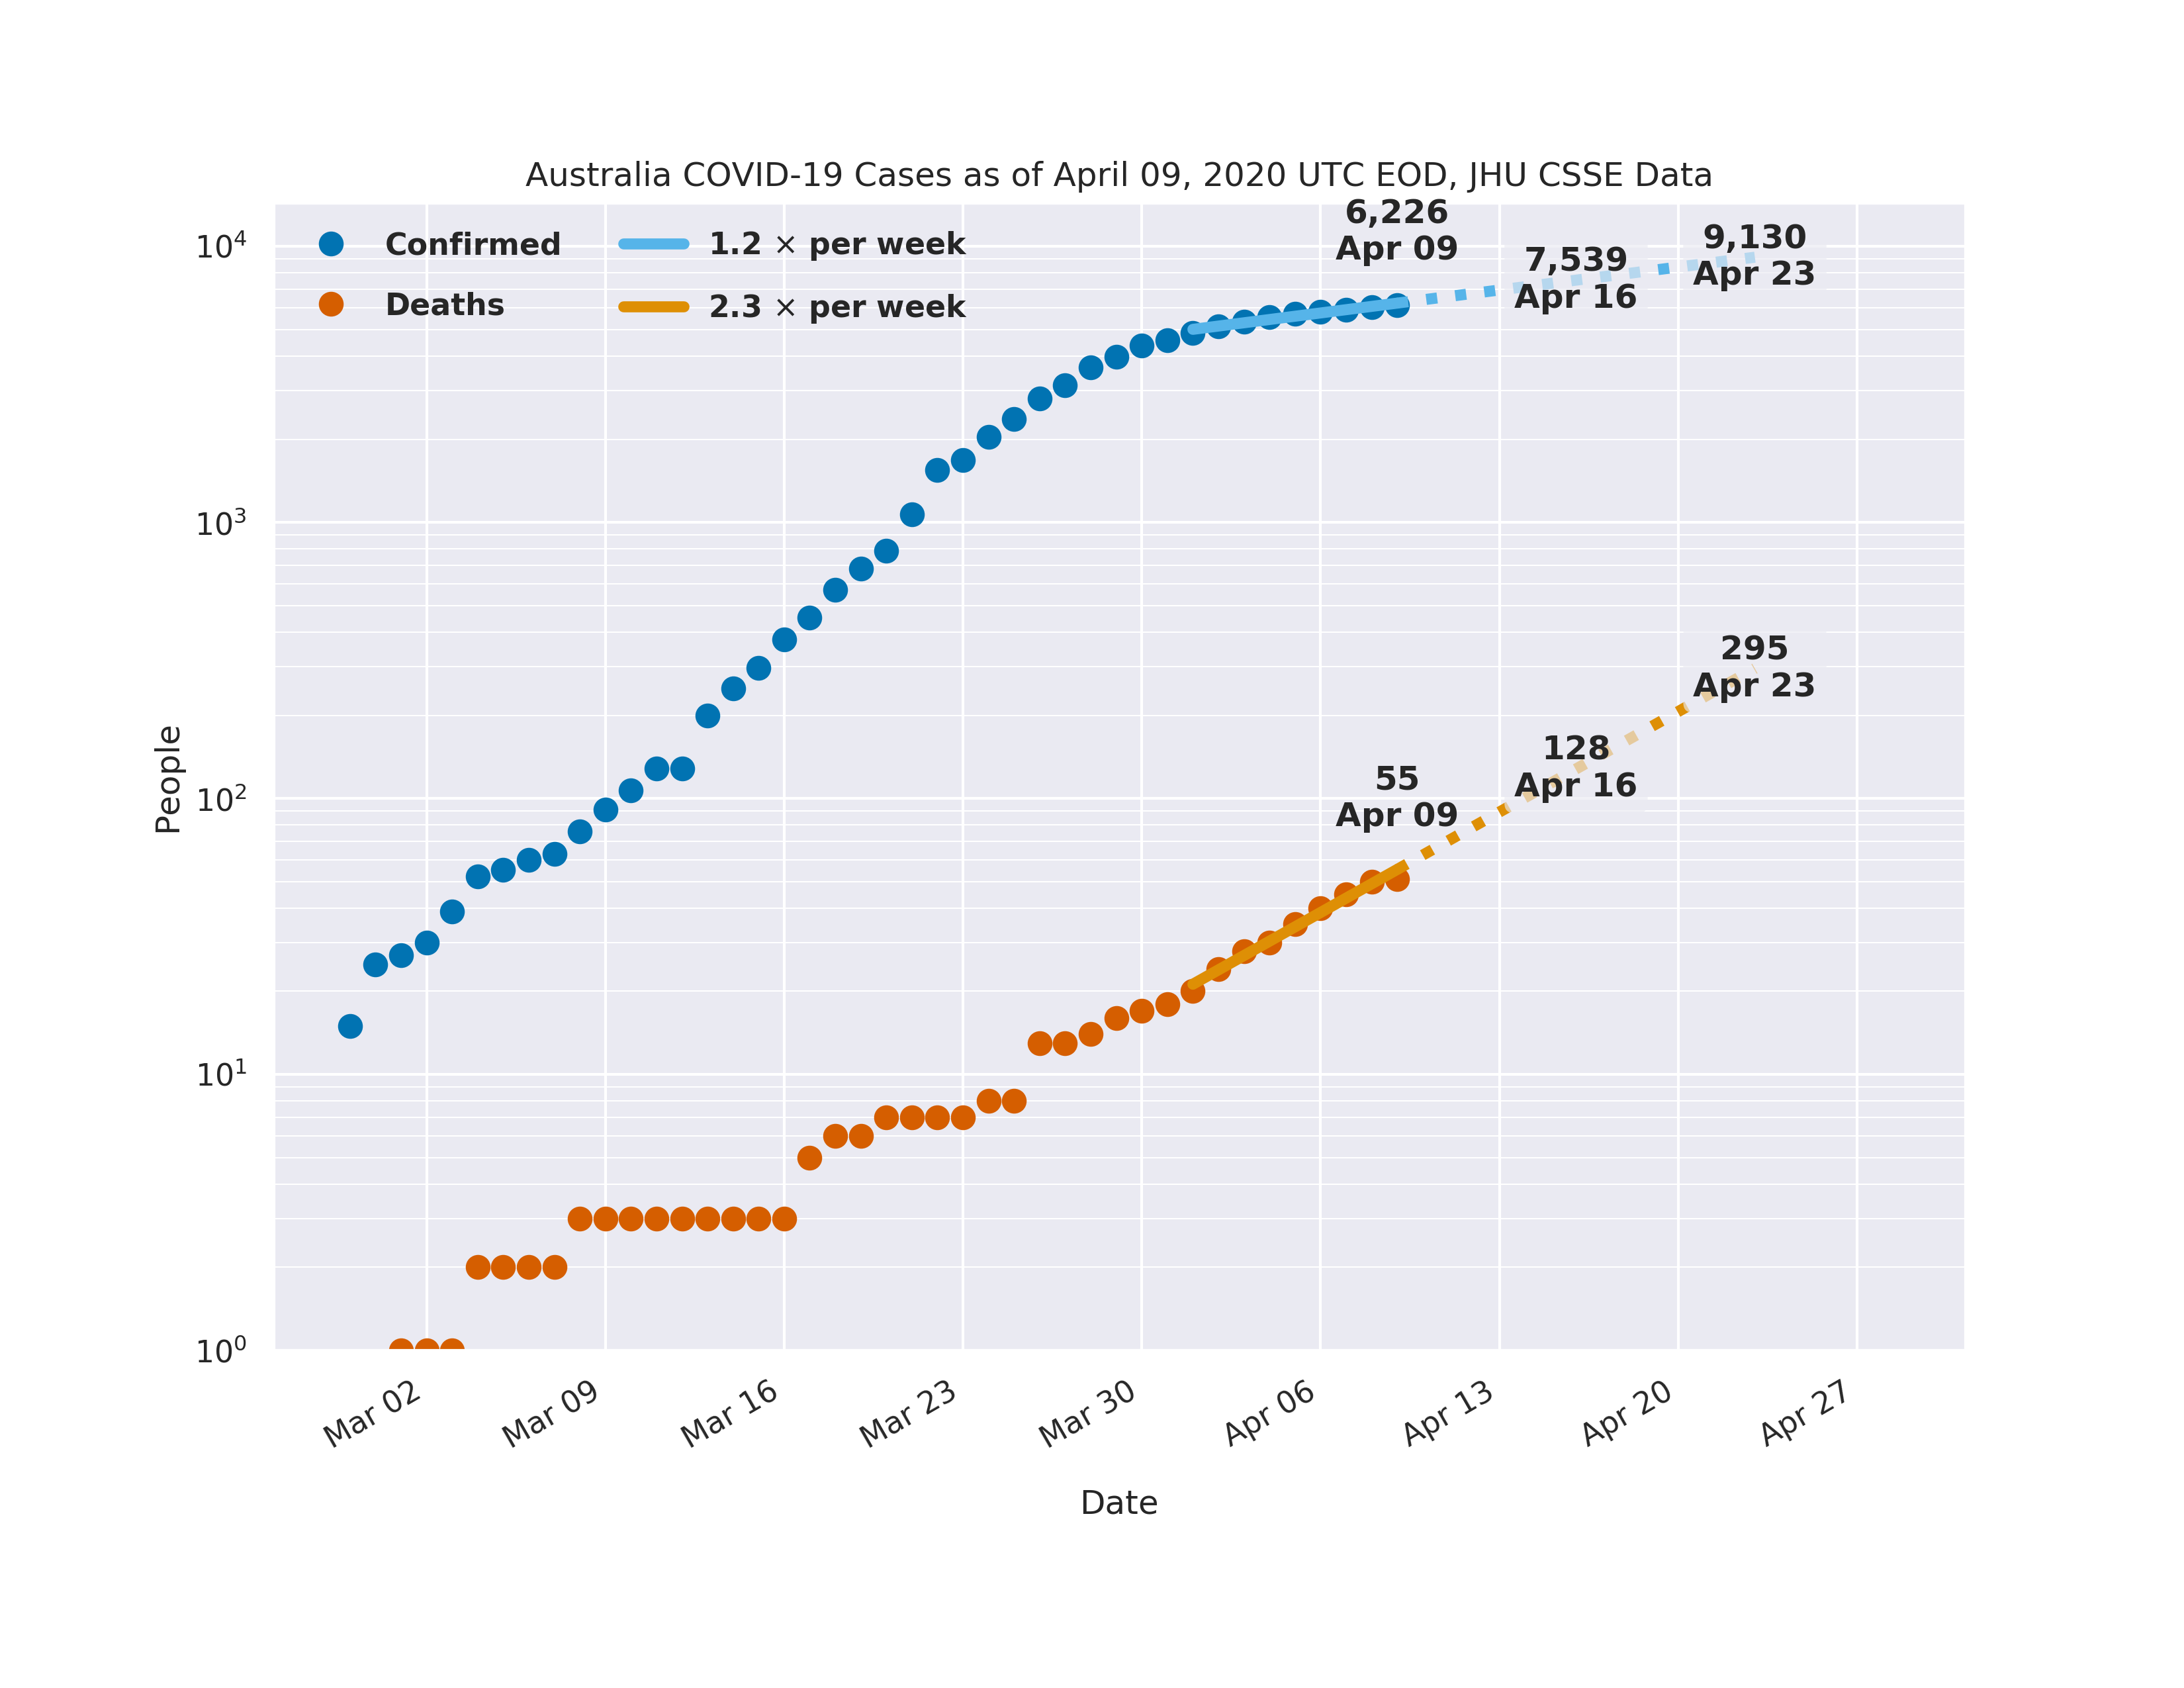 Australia COVID-19 Cases as of April 09, 2020 UTC EOD, JHU CSSE Data
Confirmed
Deaths
1.2 × per week
2.3 × per week
6,226
Apr 09
7,539
Apr 16
9,130
Apr 23
295
Apr 23
128
Apr 16
55
Apr 09
10⁴
10³
10²
10¹
10⁰
People
Mar 02
Mar 09
Mar 16
Mar 23
Mar 30
Apr 06
Apr 13
Apr 20
Apr 27
Date